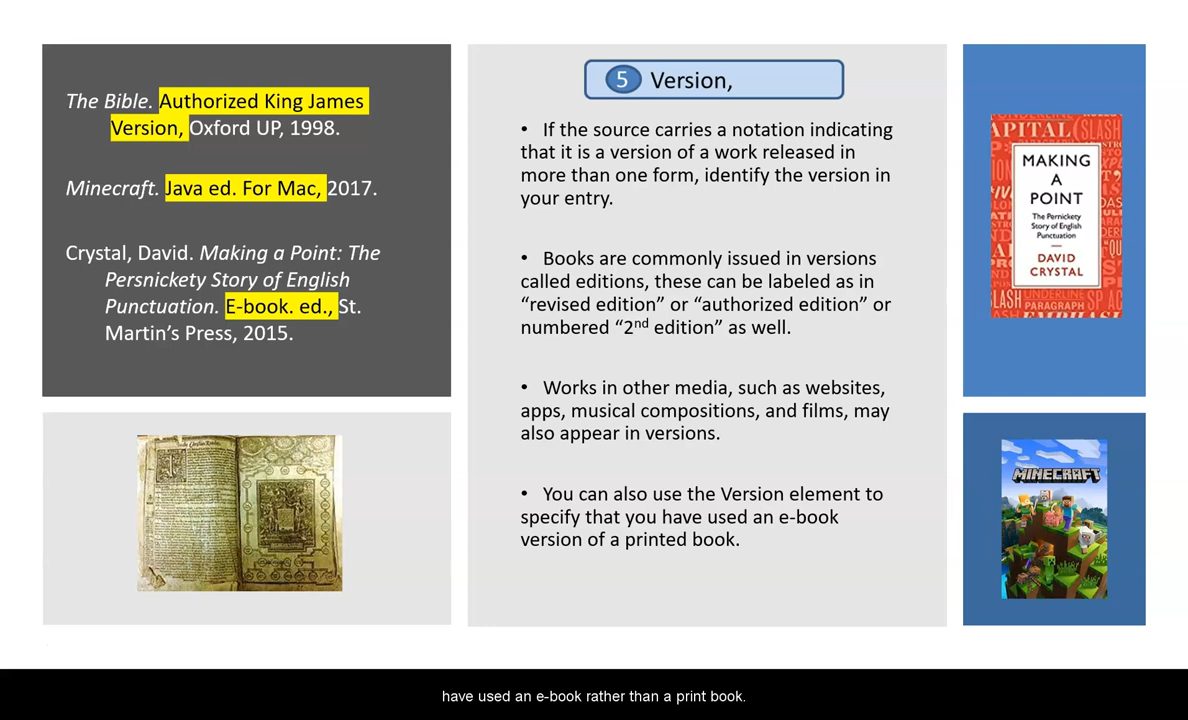 The Bible. Authorized King James
Version, Oxford UP, 1998.
Minecraft. Java ed. For Mac, 2017.
Crystal, David. Making a Point: The
Persnickety Story of English
Punctuation. E-book. ed., St.
Martin’s Press, 2015.
5 Version,
• If the source carries a notation indicating
that it is a version of a work released in
more than one form, identify the version in
your entry.
• Books are commonly issued in versions
called editions, these can be labeled as in
“revised edition” or “authorized edition” or
numbered “2nd edition” as well.
• Works in other media, such as websites,
apps, musical compositions, and films, may
also appear in versions.
• You can also use the Version element to
specify that you have used an e-book
version of a printed book.
APITAL SLASH
MAKING
A
POINT
The Pernickety
Story of English
Punctuation
DAVID
CRYSTAL
SLASH UNDERLINE
PARAGRAPH
MINECRAFT
have used an e-book rather than a print book.